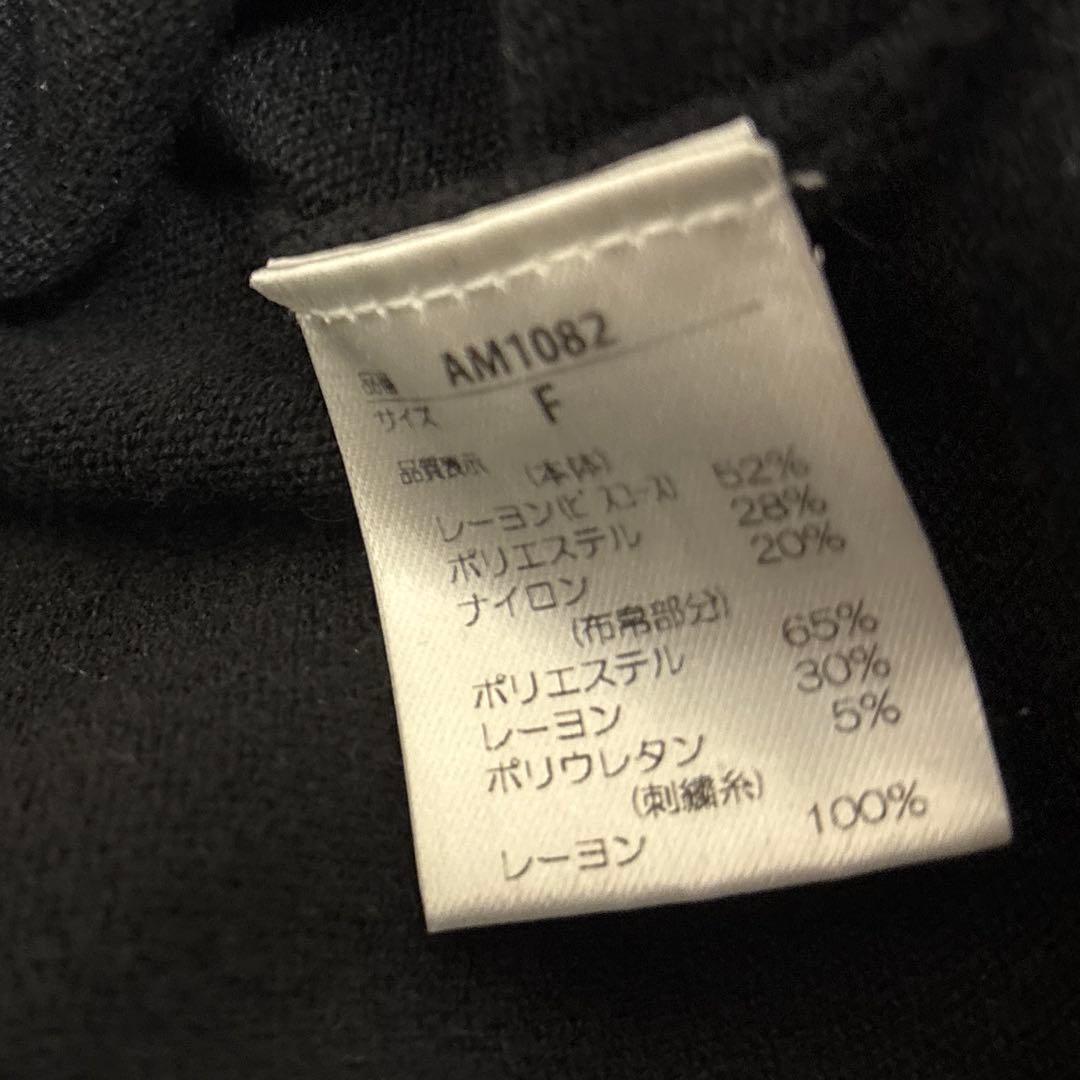 品番 AM1082
サイズ F
品質表示 (本体)
レーヨン(ビスコース) 52%
ポリエステル 28%
ナイロン 20%
(布帛部分)
ポリエステル 65%
レーヨン 30%
ポリウレタン 5%
(刺繍糸)
レーヨン 100%